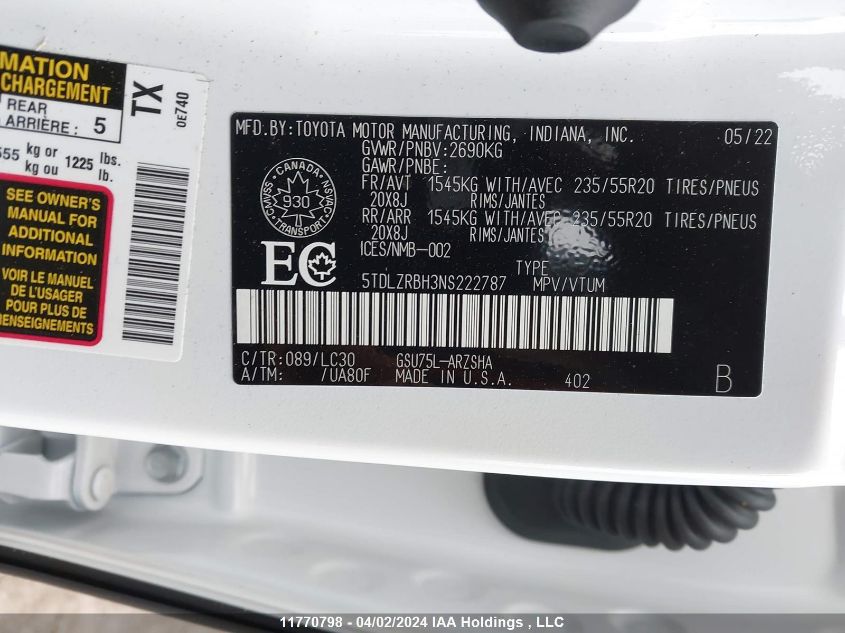 MATION
CHARGEMENT
REAR
ARRIÈRE : 5
555 kg or 1225 lbs.
kg ou lb.
SEE OWNER'S
MANUAL FOR
ADDITIONAL
INFORMATION
VOIR LE MANUEL
DE L'USAGER
POUR PLUS DE
RENSEIGNEMENTS
TX
0E740
MFD.BY:TOYOTA MOTOR MANUFACTURING, INDIANA, INC. 05/22
GVWR/PNBV:2690KG
GAWR/PNBE:
FR/AVT 1545KG WITH/AVEC 235/55R20 TIRES/PNEUS
20X8J RIMS/JANTES
RR/ARR 1545KG WITH/AVEC 235/55R20 TIRES/PNEUS
20X8J RIMS/JANTES
ICES/NMB-002
CANADA
CMVSS NSVAC
930
TRANSPORT
EC
TYPE
5TDLZRBH3NS222787 MPV/VTUM
C/TR:089/LC30 GSU75L-ARZSHA
A/TM: /UA80F MADE IN U.S.A. 402 B
11770798 - 04/02/2024 IAA Holdings , LLC